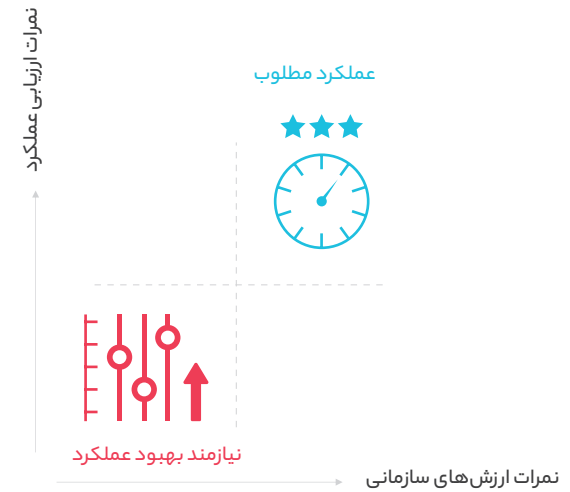 نمرات ارزیابی عملکرد
عملکرد مطلوب
نیازمند بهبود عملکرد
نمرات ارزش‌های سازمانی